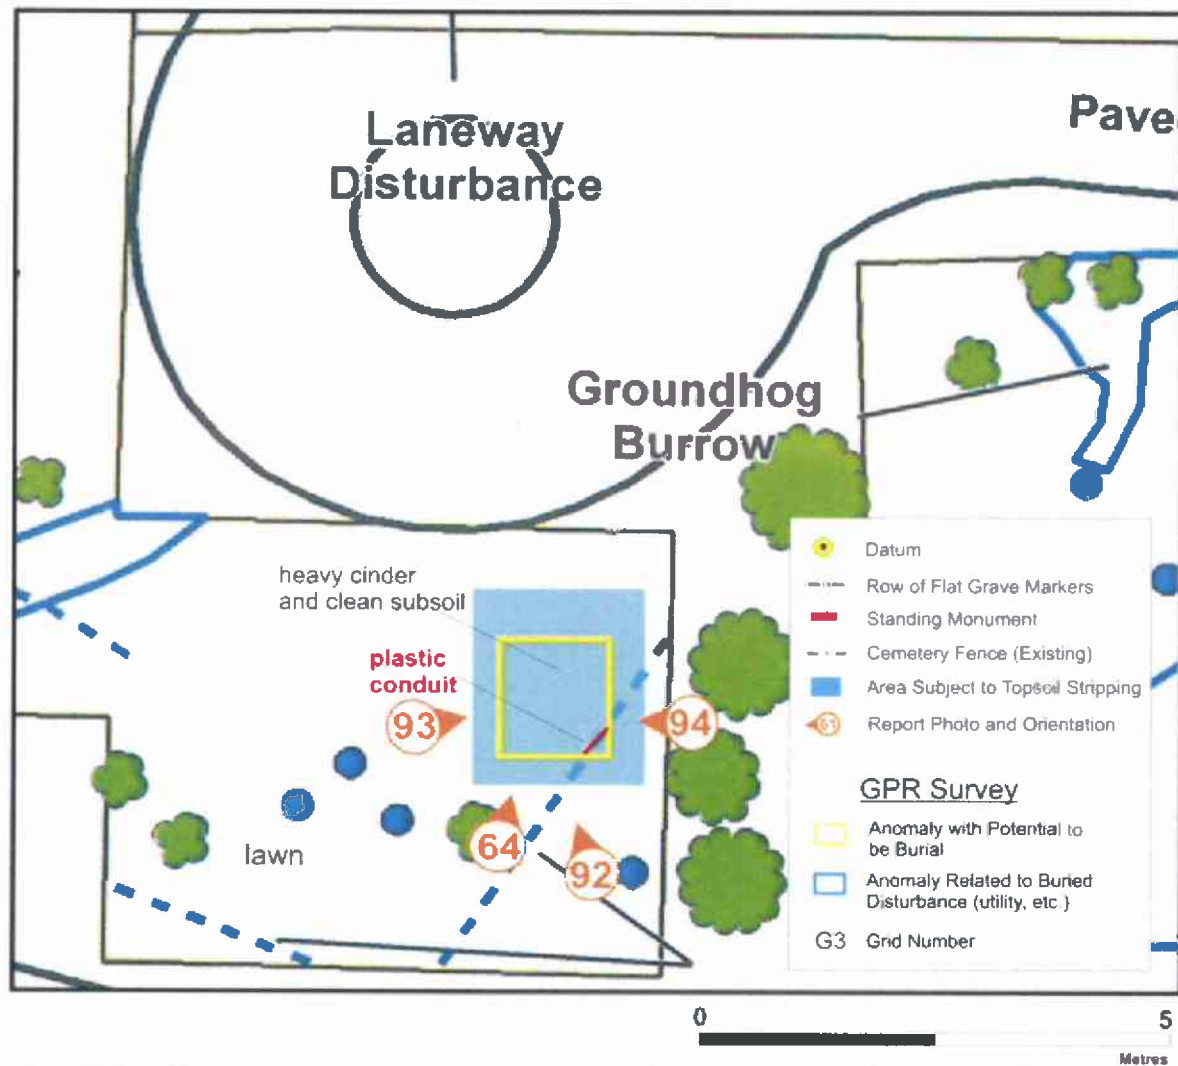 Laneway
Disturbance
Pave
Groundhog
Burrow
heavy cinder
and clean subsoil
plastic
conduit
93
94
64
92
lawn
Datum
Row of Flat Grave Markers
Standing Monument
Cemetery Fence (Existing)
Area Subject to Topsoil Stripping
61
Report Photo and Orientation
GPR Survey
Anomaly with Potential to
be Burial
Anomaly Related to Buried
Disturbance (utility, etc.)
G3 Grid Number
0 5
Metres